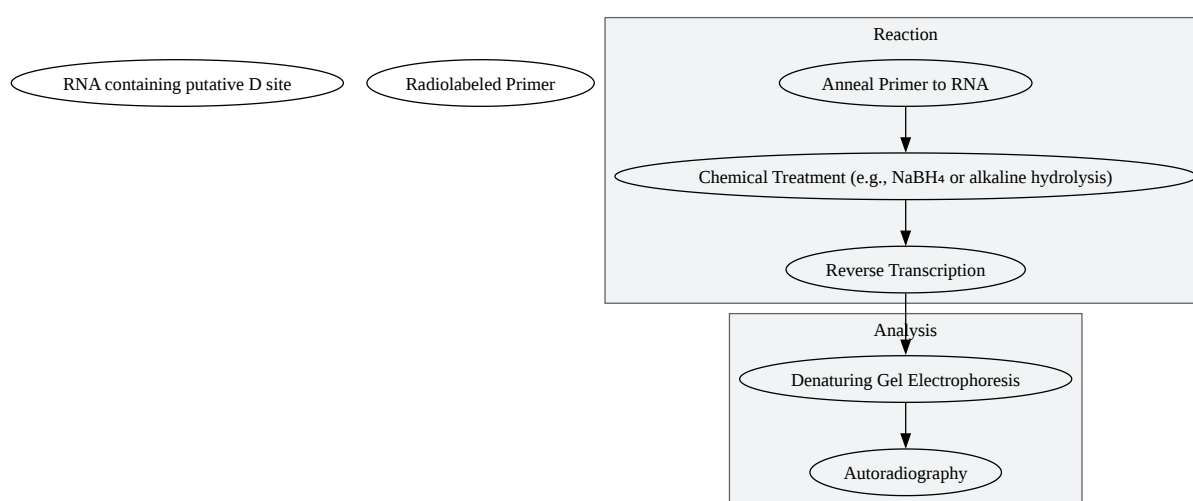 Reaction
RNA containing putative D site
Radiolabeled Primer
Anneal Primer to RNA
Chemical Treatment (e.g., NaBH₄ or alkaline hydrolysis)
Reverse Transcription
Analysis
Denaturing Gel Electrophoresis
Autoradiography